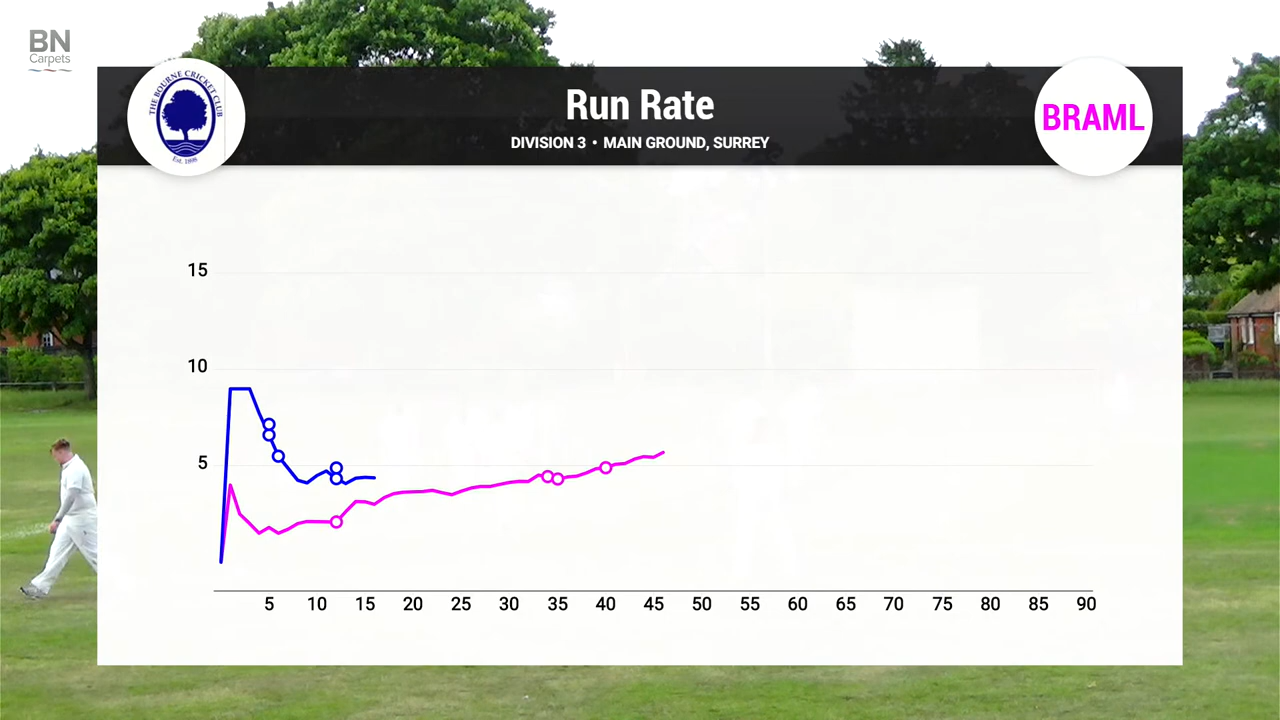 BN
Carpets
THE BOURNE CRICKET CLUB
Est. 1899
Run Rate
DIVISION 3 • MAIN GROUND, SURREY
BRAML
15
10
5
5 10 15 20 25 30 35 40 45 50 55 60 65 70 75 80 85 90